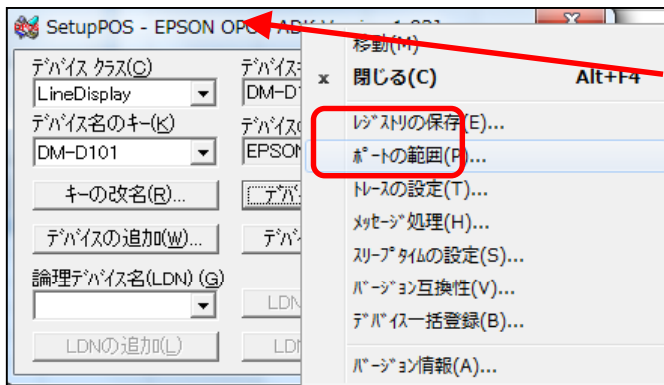 SetupPOS - EPSON OPOS ADK Version
移動(M)
x 閉じる(C) Alt+F4
デバイス クラス(C)
LineDisplay
DM-D1
デバイス名のキー(K)
DM-D101
EPSON
キーの改名(R)...
デバイスの追加(W)...
論理デバイス名(LDN) (G)
LDN
LDNの追加(L)
LDN
レジストリの保存(E)...
ポートの範囲(P)...
トレースの設定(T)...
メッセージ処理(H)...
スリープタイムの設定(S)...
バージョン互換性(V)...
デバイス一括登録(B)...
バージョン情報(A)...